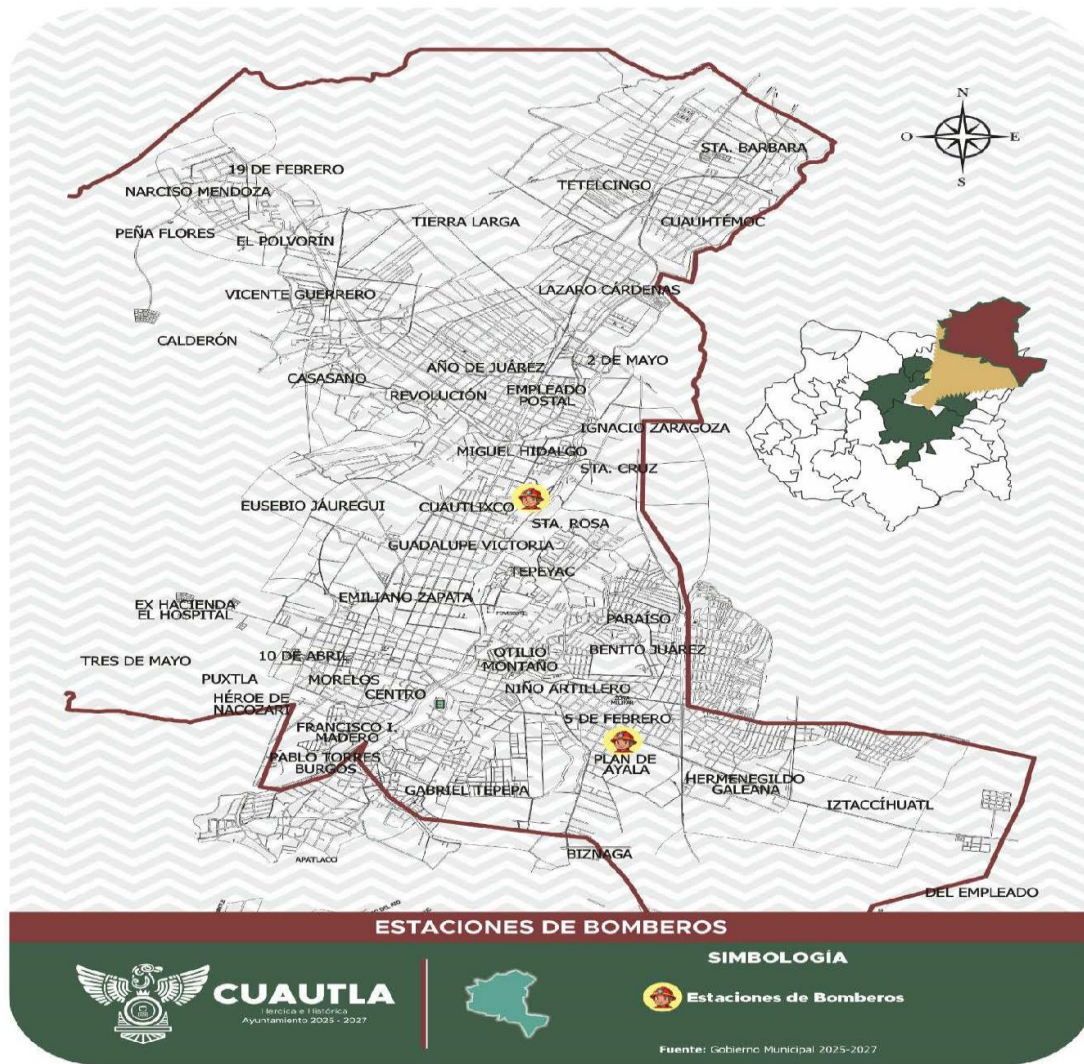 N
O
E
S
STA. BARBARA
19 DE FEBRERO
TETELCINGO
NARCISO MENDOZA
TIERRA LARGA
CUAUHTÉMOC
PEÑA FLORES
EL POLVORÍN
LAZARO CÁRDENAS
VICENTE GUERRERO
CALDERÓN
2 DE MAYO
AÑO DE JUÁREZ
CASASANO
EMPLEADO
POSTAL
REVOLUCIÓN
IGNACIO ZARAGOZA
MIGUEL HIDALGO
STA. CRUZ
EUSEBIO JÁUREGUI
CUAUTLIXCO
STA. ROSA
GUADALUPE VICTORIA
TEPEYAC
EMILIANO ZAPATA
EX HACIENDA
EL HOSPITAL
PARAÍSO
BENITO JUÁREZ
OTILIO
MONTAÑO
10 DE ABRIL
TRES DE MAYO
PUXTLA
MORELOS
CENTRO
NIÑO ARTILLERO
HÉROE DE
NACOZARI
ZONA
MILITAR
5 DE FEBRERO
FRANCISCO I.
MADERO
PLAN DE
AYALA
PABLO TORRES
BURGOS
HERMENEGILDO
GALEANA
GABRIEL TEPEPA
IZTACCÍHUATL
BIZNAGA
APATLACO
DEL EMPLEADO
ESTACIONES DE BOMBEROS
CUAUTLA
Heroica e Histórica
Ayuntamiento 2025 - 2027
SIMBOLOGÍA
Estaciones de Bomberos
Fuente: Gobierno Municipal 2025-2027